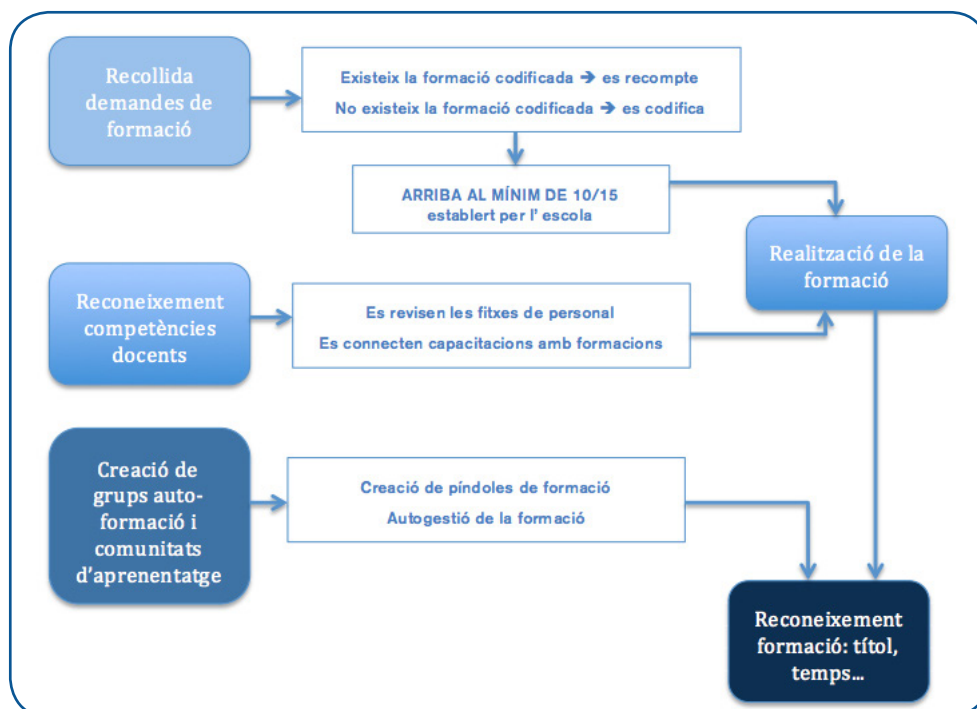 Recollida
demandes de
formació
Existeix la formació codificada ➔ es recompte
No existeix la formació codificada ➔ es codifica
ARRIBA AL MÍNIM DE 10/15
establert per l' escola
Realització de la
formació
Reconeixement
competències
docents
Es revisen les fitxes de personal
Es connecten capacitacions amb formacions
Creació de
grups auto-
formació i
comunitats
d'aprenentatge
Creació de píndoles de formació
Autogestió de la formació
Reconeixement
formació: títol,
temps...